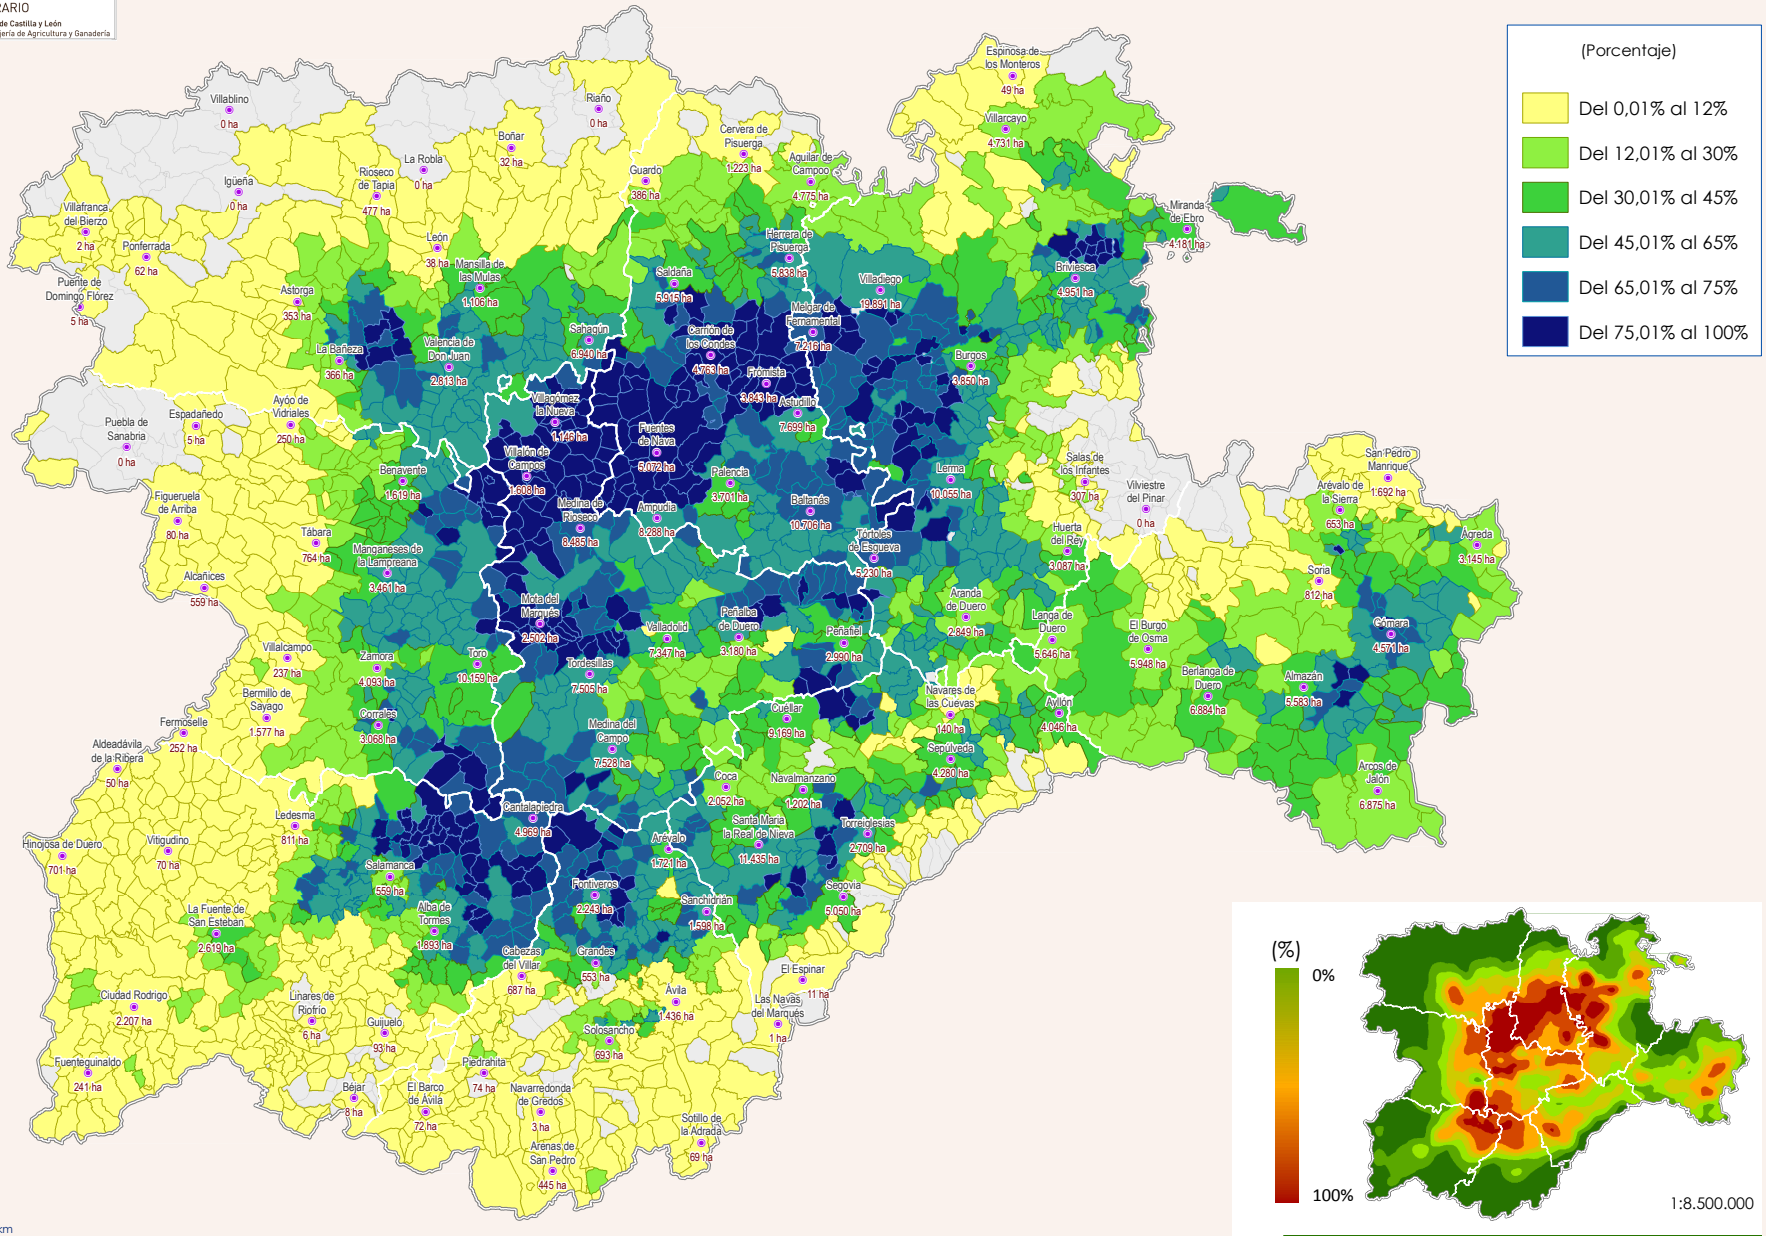 ARIO
de Castilla y León
jería de Agricultura y Ganadería
(Porcentaje)
Del 0,01% al 12%
Del 12,01% al 30%
Del 30,01% al 45%
Del 45,01% al 65%
Del 65,01% al 75%
Del 75,01% al 100%
Villablino
0 ha
Riaño
0 ha
Espinosa de
los Monteros
49 ha
Villarcayo
4.731 ha
Boñar
32 ha
Cervera de
Pisuerga
1.223 ha
La Robla
0 ha
Aguilar de
Campoo
4.775 ha
Guardo
386 ha
Rioseco
de Tapia
477 ha
Igüeña
0 ha
Villafranca
del Bierzo
2 ha
Ponferrada
62 ha
León
38 ha
Miranda
de Ebro
4.181 ha
Herrera de
Pisuerga
5.838 ha
Puente de
Domingo Flórez
5 ha
Astorga
353 ha
Mansilla de
las Mulas
1.106 ha
Saldaña
5.915 ha
Villadiego
19.891 ha
Briviesca
4.951 ha
La Bañeza
366 ha
Valencia de
Don Juan
2.813 ha
Sahagún
6.940 ha
Carrión de
los Condes
4.763 ha
Melgar de
Fernamental
7.216 ha
Burgos
3.850 ha
Frómista
3.843 ha
Astudillo
7.699 ha
Puebla de
Sanabria
0 ha
Espadañedo
5 ha
Ayóo de
Vidriales
250 ha
Villagómez
la Nueva
1.146 ha
Fuentes
de Nava
5.072 ha
Villalón de
Campos
1.608 ha
Benavente
1.619 ha
Palencia
3.701 ha
Lerma
10.055 ha
Salas de
los Infantes
307 ha
Vilviestre
del Pinar
0 ha
San Pedro
Manrique
1.692 ha
Arévalo de
la Sierra
653 ha
Figueruela
de Arriba
80 ha
Medina de
Rioseco
8.485 ha
Ampudia
8.288 ha
Baltanás
10.706 ha
Tábara
764 ha
Manganeses de
la Lampreana
3.461 ha
Tórtoles
de Esgueva
5.230 ha
Huerta
del Rey
3.087 ha
Ágreda
3.145 ha
Soria
812 ha
Alcañices
559 ha
Mota del
Marqués
2.502 ha
Peñalba
de Duero
3.180 ha
Valladolid
7.347 ha
Peñafiel
2.990 ha
Aranda
de Duero
2.849 ha
Langa de
Duero
5.646 ha
El Burgo
de Osma
5.948 ha
Gómara
4.571 ha
Villalcampo
237 ha
Zamora
4.093 ha
Toro
10.159 ha
Tordesillas
7.505 ha
Berlanga de
Duero
6.884 ha
Almazán
5.583 ha
Bermillo de
Sayago
1.577 ha
Corrales
3.068 ha
Fermoselle
252 ha
Medina del
Campo
7.528 ha
Cuéllar
9.169 ha
Navares de
las Cuevas
140 ha
Ayllón
4.046 ha
Sepúlveda
4.280 ha
Aldeadávila
de la Ribera
50 ha
Arcos de
Jalón
6.875 ha
Coca
2.052 ha
Navalmanzano
1.202 ha
Cantalapiedra
4.969 ha
Ledesma
811 ha
Hinojosa de Duero
701 ha
Vitigudino
70 ha
Arévalo
1.721 ha
Santa María
la Real de Nieva
11.435 ha
Torreiglesias
2.709 ha
Salamanca
559 ha
Fontiveros
2.243 ha
Segovia
5.050 ha
Sanchidrián
1.598 ha
La Fuente de
San Esteban
2.619 ha
Alba de
Tormes
1.893 ha
Cabezas
del Villar
687 ha
Grandes
553 ha
El Espinar
11 ha
Ciudad Rodrigo
2.207 ha
Linares de
Riofrío
6 ha
Guijuelo
93 ha
Ávila
1.436 ha
Las Navas
del Marqués
1 ha
Solosancho
693 ha
Fuenteguinaldo
241 ha
Piedrahita
74 ha
Béjar
8 ha
El Barco
de Ávila
72 ha
Navarredonda
de Gredos
3 ha
Sotillo de
la Adrada
69 ha
Arenas de
San Pedro
445 ha
(%)
0%
100%
1:8.500.000
km